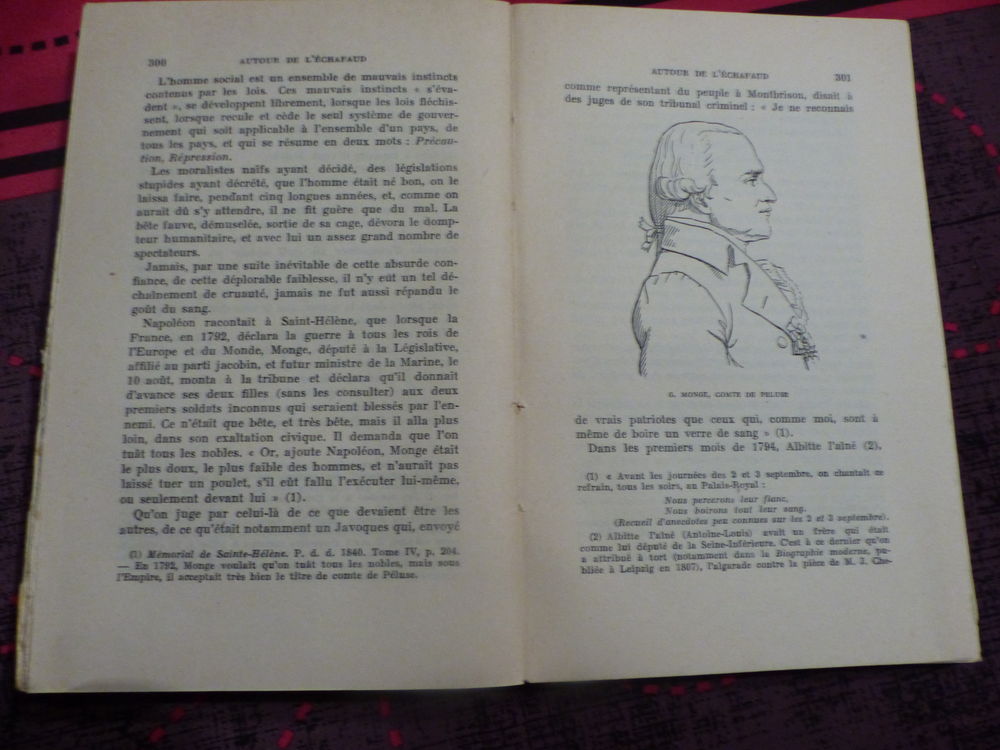 300
AUTOUR DE L'ÉCHAFAUD
L'homme social est un ensemble de mauvais instincts
contenus par les lois. Ces mauvais instincts « s'éva-
dent », se développent librement, lorsque les lois fléchis-
sent, lorsque recule et cède le seul système de gouver-
nement qui soit applicable à l'ensemble d'un pays, de
tous les pays, et qui se résume en deux mots : Précau-
tion, Répression.
Les moralistes naïfs ayant décidé, des législations
stupides ayant décrété, que l'homme était né bon, on le
laissa faire, pendant cinq longues années, et, comme on
aurait dû s'y attendre, il ne fit guère que du mal. La
bête fauve, démuselée, sortie de sa cage, dévora le domp-
teur humanitaire, et avec lui un assez grand nombre de
spectateurs.
Jamais, par une suite inévitable de cette absurde con-
fiance, de cette déplorable faiblesse, il n'y eût un tel dé-
chaînement de cruauté, jamais ne fut aussi répandu le
goût du sang.
Napoléon racontait à Saint-Hélène, que lorsque la
France, en 1792, déclara la guerre à tous les rois de
l'Europe et du Monde, Monge, député à la Législative,
affilié au parti jacobin, et futur ministre de la Marine, le
10 août, monta à la tribune et déclara qu'il donnait
d'avance ses deux filles (sans les consulter) aux deux
premiers soldats inconnus qui seraient blessés par l'en-
nemi. Ce n'était que bête, et très bête, mais il alla plus
loin, dans son exaltation civique. Il demanda que l'on
tuât tous les nobles. « Or, ajoute Napoléon, Monge était
le plus doux, le plus faible des hommes, et n'aurait pas
laissé tuer un poulet, s'il eût fallu l'exécuter lui-même,
ou seulement devant lui » (1).
Qu'on juge par celui-là de ce que devaient être les
autres, de ce qu'était notamment un Javoques qui, envoyé
(1) Mémorial de Sainte-Hélène. P. d. d. 1840. Tome IV, p. 204.
— En 1792, Monge voulait qu'on tuât tous les nobles, mais sous
l'Empire, il acceptait très bien le titre de comte de Péluse.
AUTOUR DE L'ÉCHAFAUD
301
comme représentant du peuple à Montbrison, disait à
des juges de son tribunal criminel : « Je ne reconnais
G. MONGE, COMTE DE PELUSE
de vrais patriotes que ceux qui, comme moi, sont à
même de boire un verre de sang » (1).
Dans les premiers mois de 1794, Albitte l'aîné (2),
(1) « Avant les journées des 2 et 3 septembre, on chantait ce
refrain, tous les soirs, au Palais-Royal :
Nous percerons leur flanc,
Nous boirons tout leur sang.
(Recueil d'anecdotes peu connues sur les 2 et 3 septembre).
(2) Albitte l'aîné (Antoine-Louis) avait un frère qui était
comme lui député de la Seine-Inférieure. C'est à ce dernier qu'on
a attribué à tort (notamment dans la Biographie moderne, pu-
bliée à Leipzig en 1807), l'algarade contre la pièce de M. J. Che-